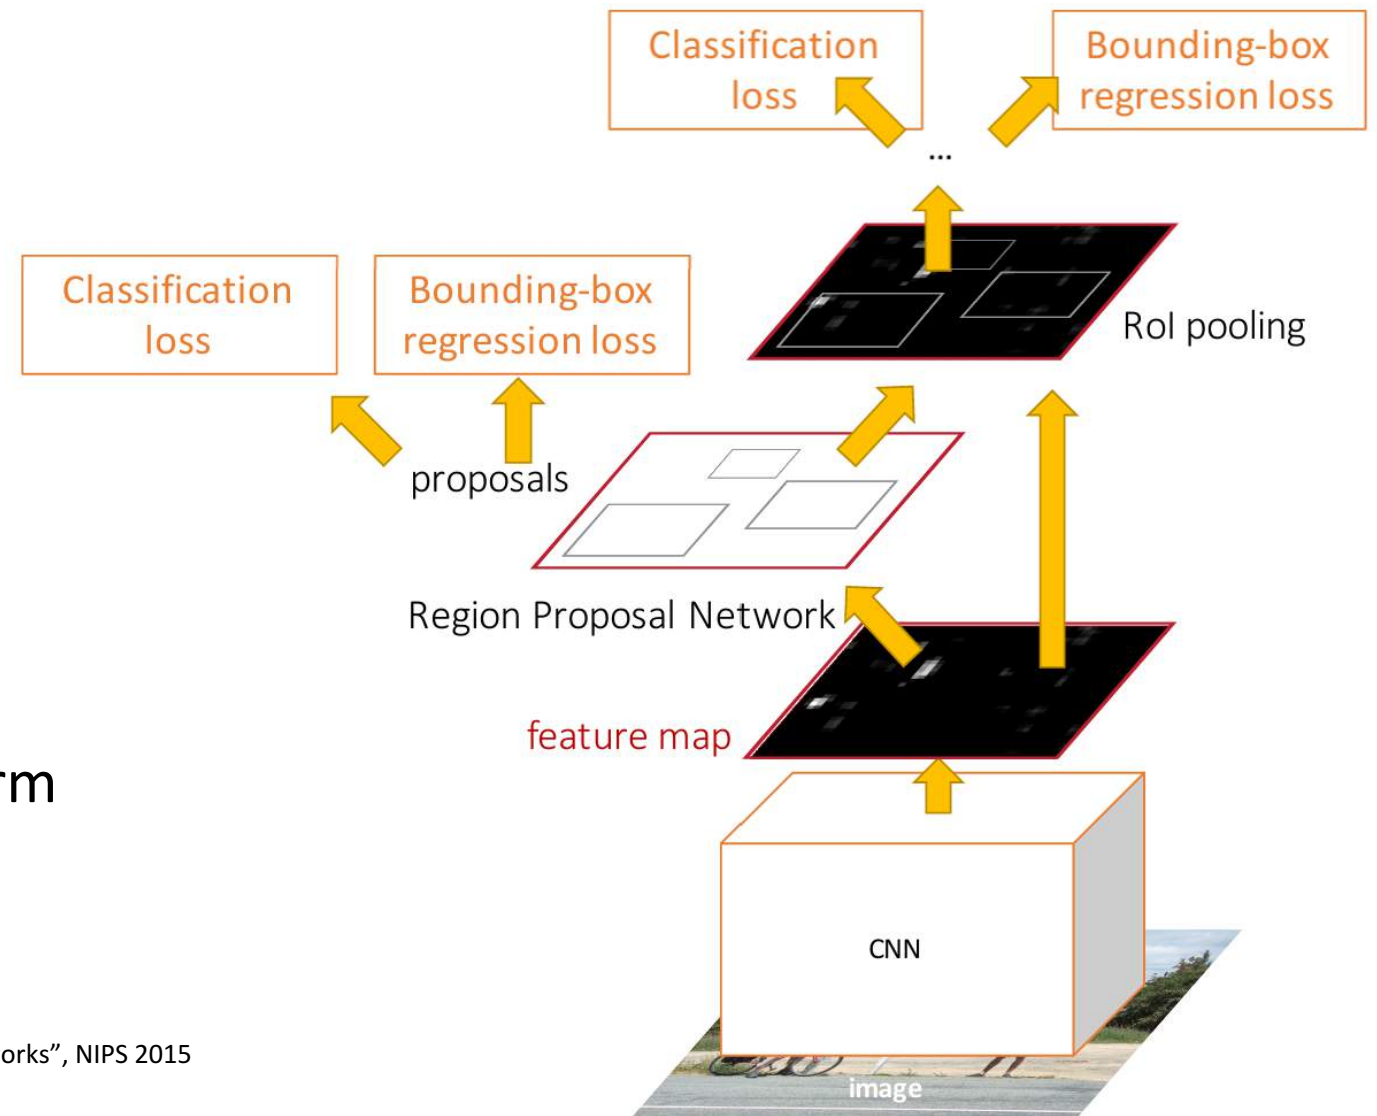 Classification
loss
Bounding-box
regression loss
...
Classification
loss
Bounding-box
regression loss
RoI pooling
proposals
Region Proposal Network
feature map
rm
CNN
orks”, NIPS 2015
image